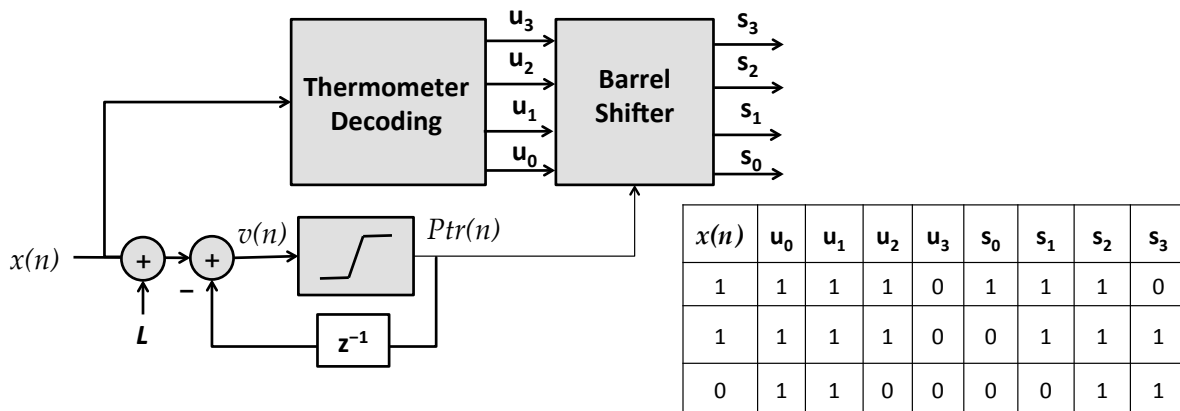 Thermometer
Decoding
u₃
u₂
u₁
u₀
Barrel
Shifter
s₃
s₂
s₁
s₀
x(n)
+
+
v(n)
Ptr(n)
−
L
z⁻¹
x(n) u₀ u₁ u₂ u₃ s₀ s₁ s₂ s₃
1 1 1 1 0 1 1 1 0
1 1 1 1 0 0 1 1 1
0 1 1 0 0 0 0 1 1